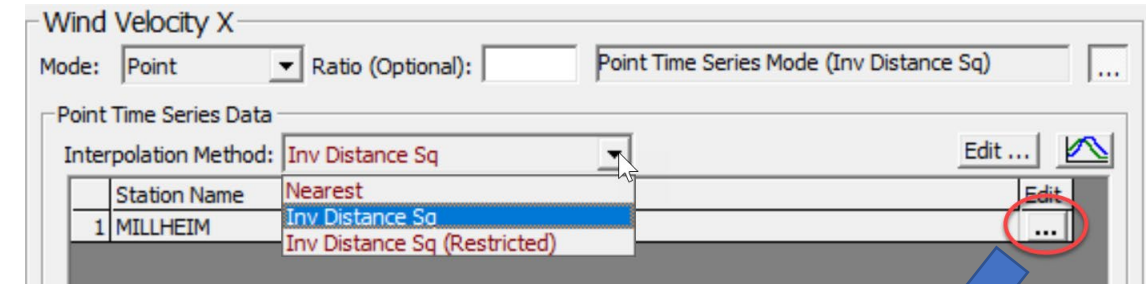 Wind Velocity X
Mode: Point Ratio (Optional): Point Time Series Mode (Inv Distance Sq) ...
Point Time Series Data
Interpolation Method: Inv Distance Sq Edit ...
Station Name Nearest Edit
Inv Distance Sq
1 MILLHEIM ...
Inv Distance Sq (Restricted)